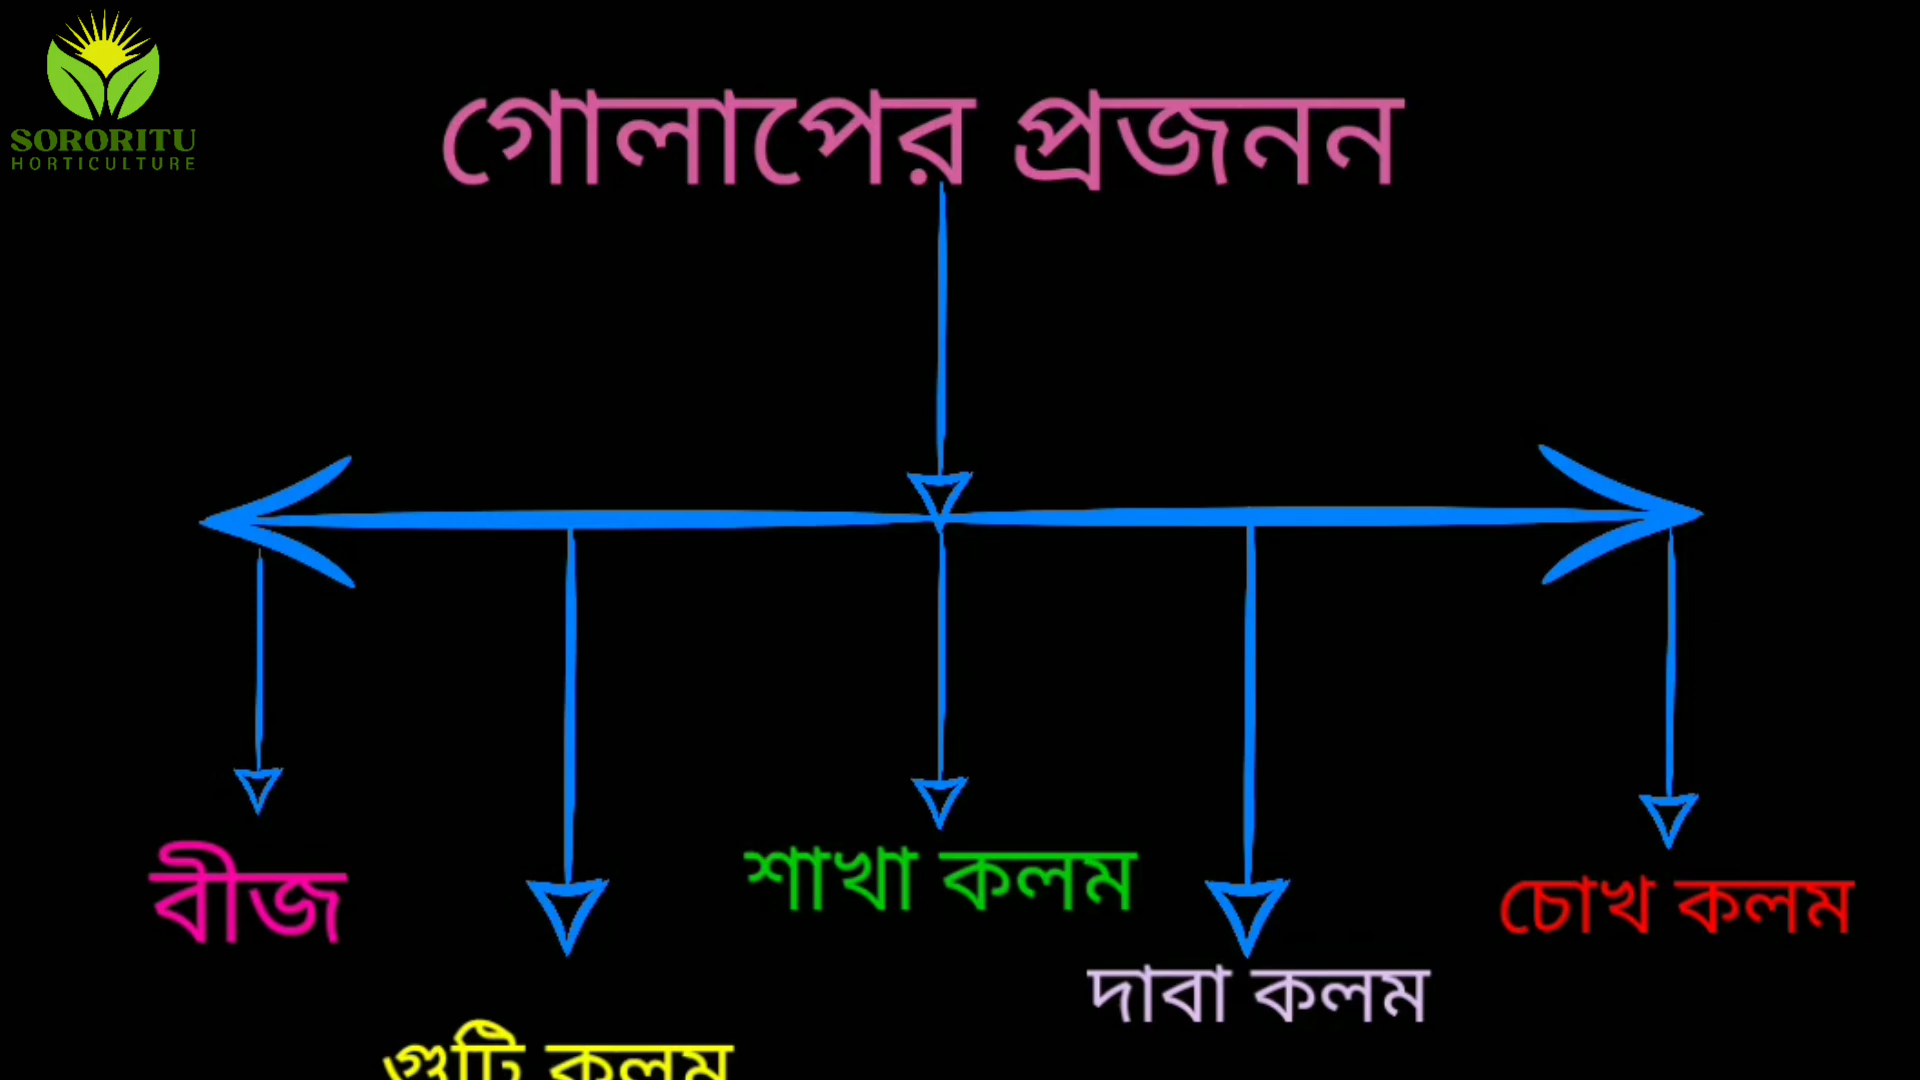 SORORITU
HORTICULTURE
গোলাপের প্রজনন
বীজ
শাখা কলম
চোখ কলম
দাবা কলম
গুটি কলম